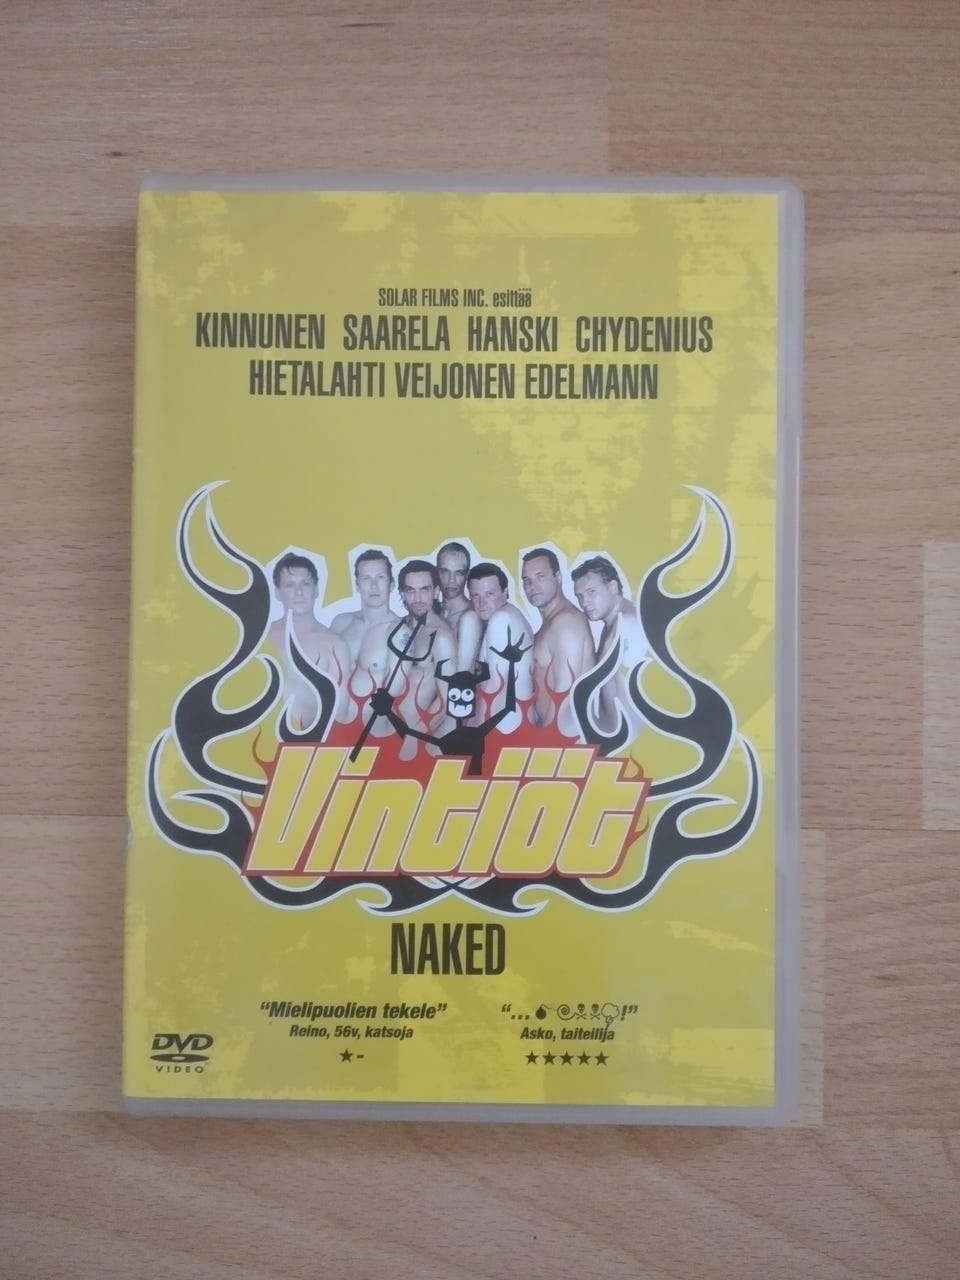 SOLAR FILMS INC. esittää
KINNUNEN SAARELA HANSKI CHYDENIUS
HIETALAHTI VEIJONEN EDELMANN
Vintiöt
NAKED
“Mielipuolien tekele”
Reino, 56v, katsoja
★-
“...💣🌀☠☠🗯!”
Asko, taiteilija
★★★★★
DVD
VIDEO